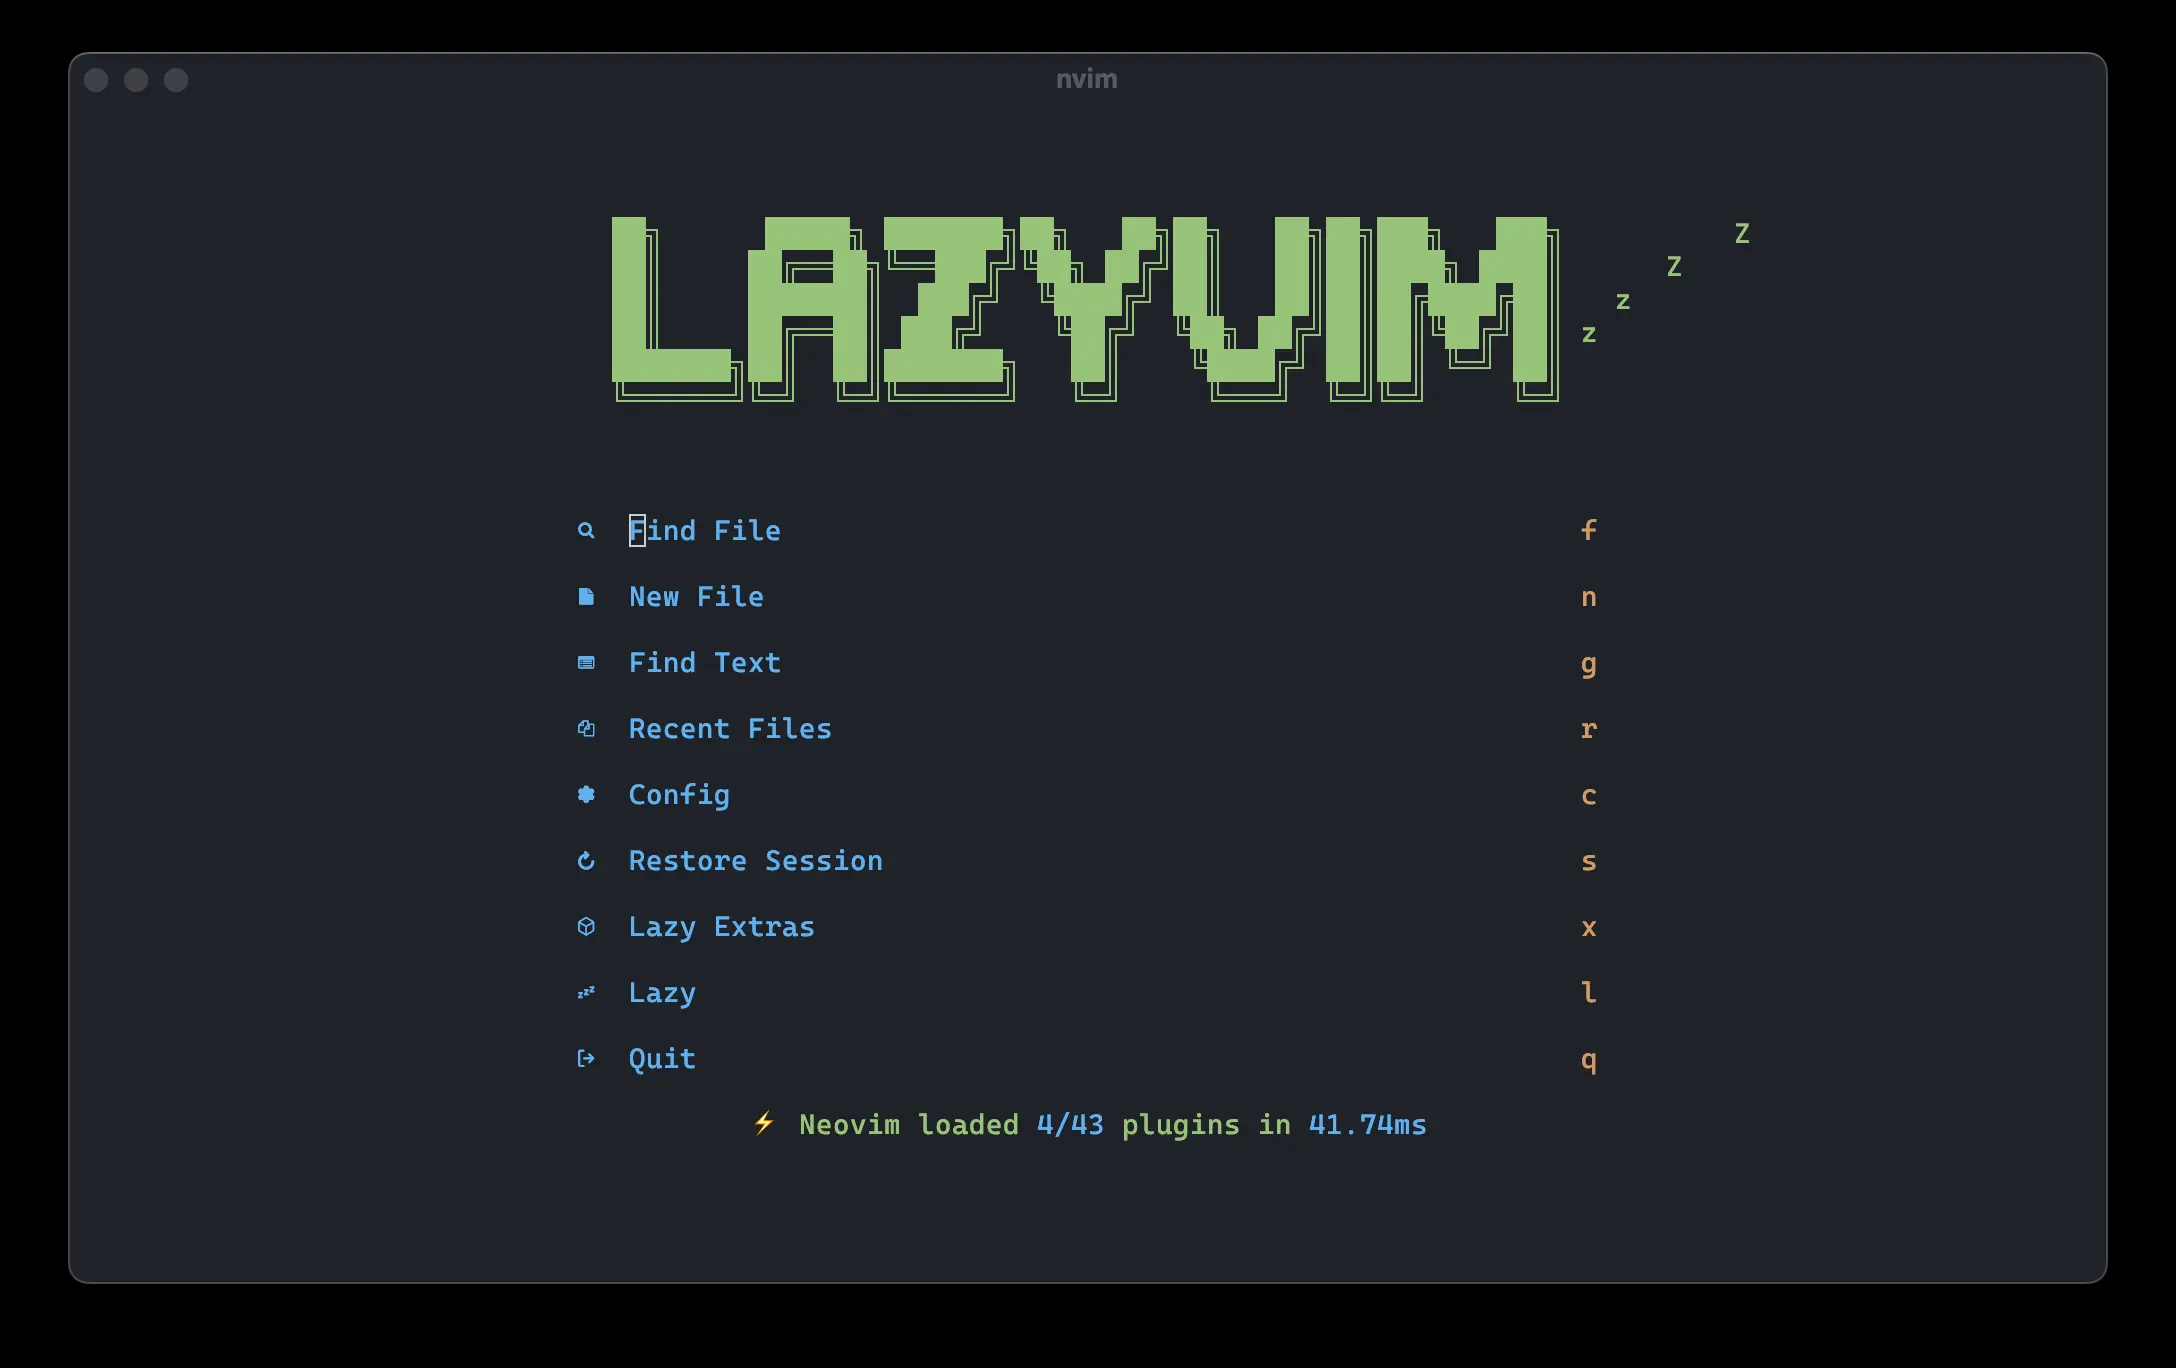 nvim
LAZYVIM
Z
Z
z
z
Find File f
New File n
Find Text g
Recent Files r
Config c
Restore Session s
Lazy Extras x
Lazy l
Quit q
⚡ Neovim loaded 4/43 plugins in 41.74ms